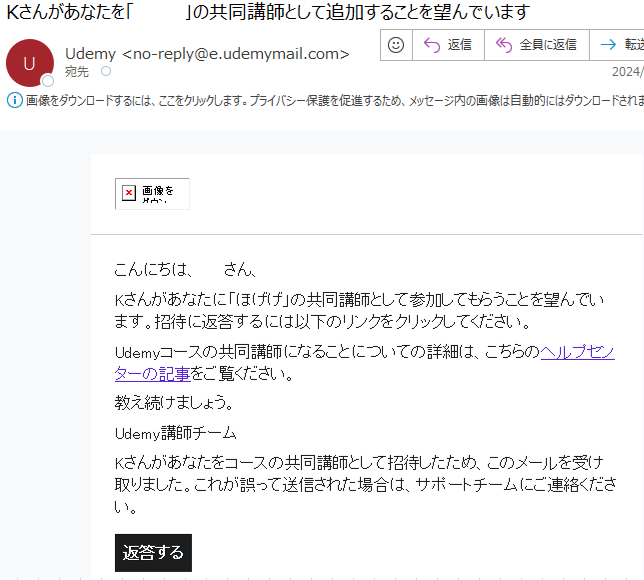 Kさんがあなたを「　　　」の共同講師として追加することを望んでいます
U
Udemy <no-reply@e.udemymail.com>
宛先
返信
全員に返信
転送
2024/
画像をダウンロードするには、ここをクリックします。プライバシー保護を促進するため、メッセージ内の画像は自動的にはダウンロードされま
画像を
こんにちは、　　さん、
Kさんがあなたに「ほげげ」の共同講師として参加してもらうことを望んでい
ます。招待に返答するには以下のリンクをクリックしてください。
Udemyコースの共同講師になることについての詳細は、こちらのヘルプセン
ターの記事をご覧ください。
教え続けましょう。
Udemy講師チーム
Kさんがあなたをコースの共同講師として招待したため、このメールを受け
取りました。これが誤って送信された場合は、サポートチームにご連絡くださ
い。
返答する